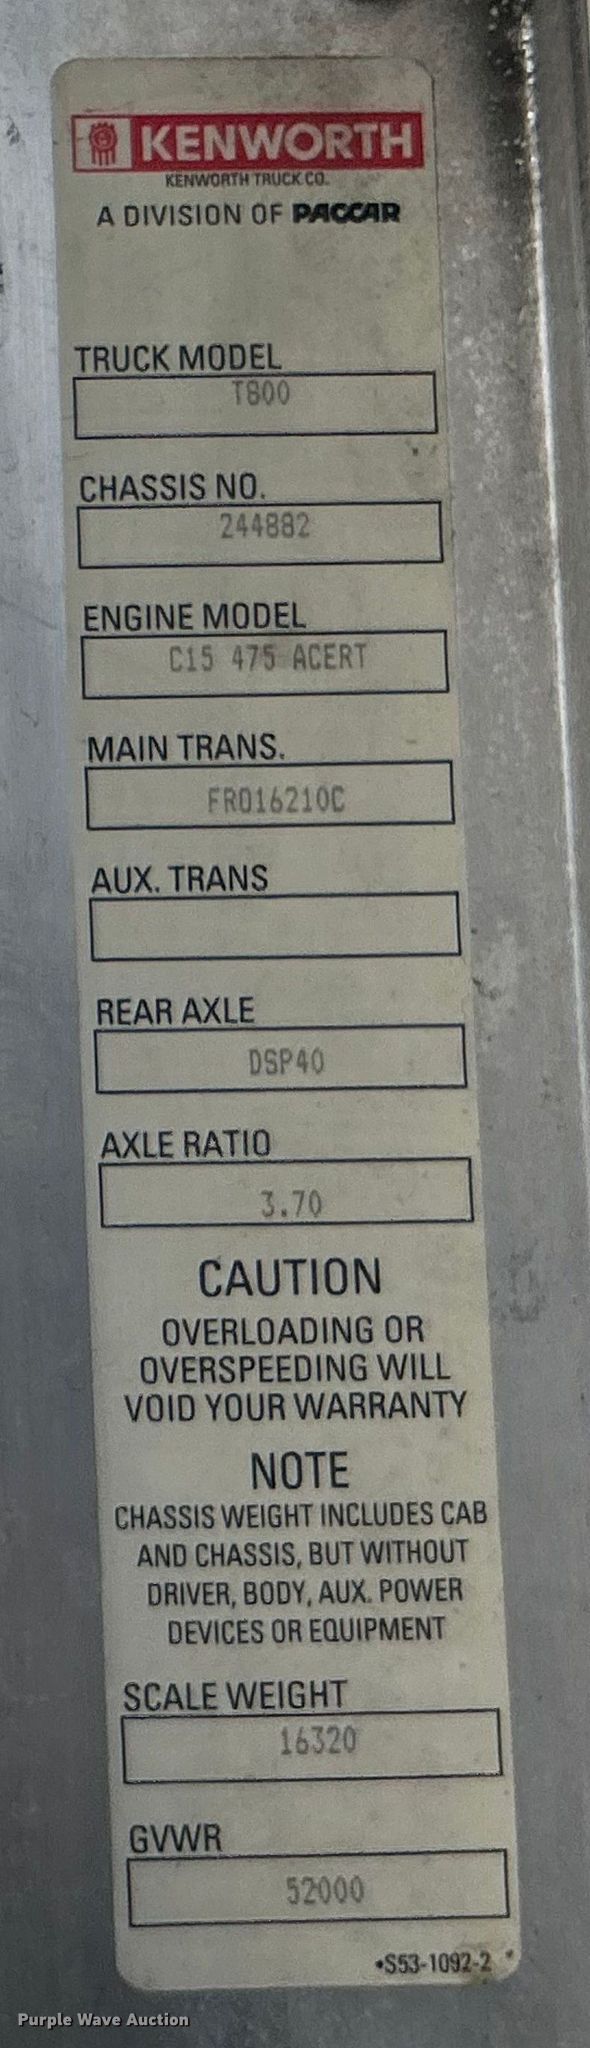 KENWORTH
KENWORTH TRUCK CO.
A DIVISION OF PACCAR
TRUCK MODEL
T800
CHASSIS NO.
244882
ENGINE MODEL
C15 475 ACERT
MAIN TRANS.
FRO16210C
AUX. TRANS
REAR AXLE
DSP40
AXLE RATIO
3.70
CAUTION
OVERLOADING OR
OVERSPEEDING WILL
VOID YOUR WARRANTY
NOTE
CHASSIS WEIGHT INCLUDES CAB
AND CHASSIS, BUT WITHOUT
DRIVER, BODY, AUX. POWER
DEVICES OR EQUIPMENT
SCALE WEIGHT
16320
GVWR
52000
•S53-1092-2
Purple Wave Auction